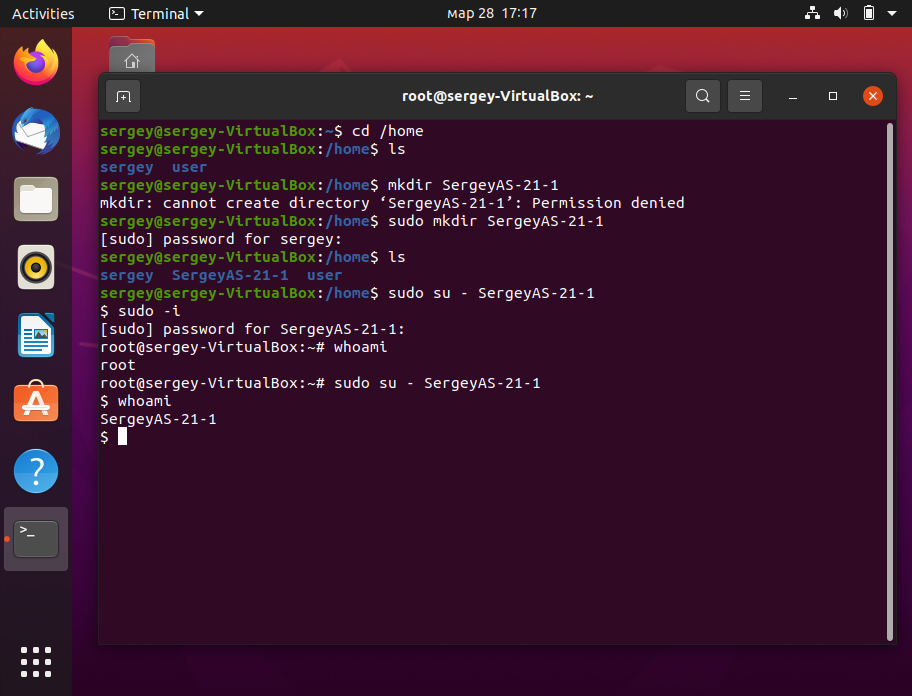 Activities Terminal мар 28 17:17
root@sergey-VirtualBox: ~
sergey@sergey-VirtualBox:~$ cd /home
sergey@sergey-VirtualBox:/home$ ls
sergey  user
sergey@sergey-VirtualBox:/home$ mkdir SergeyAS-21-1
mkdir: cannot create directory ‘SergeyAS-21-1’: Permission denied
sergey@sergey-VirtualBox:/home$ sudo mkdir SergeyAS-21-1
[sudo] password for sergey:
sergey@sergey-VirtualBox:/home$ ls
sergey  SergeyAS-21-1  user
sergey@sergey-VirtualBox:/home$ sudo su - SergeyAS-21-1
$ sudo -i
[sudo] password for SergeyAS-21-1:
root@sergey-VirtualBox:~# whoami
root
root@sergey-VirtualBox:~# sudo su - SergeyAS-21-1
$ whoami
SergeyAS-21-1
$